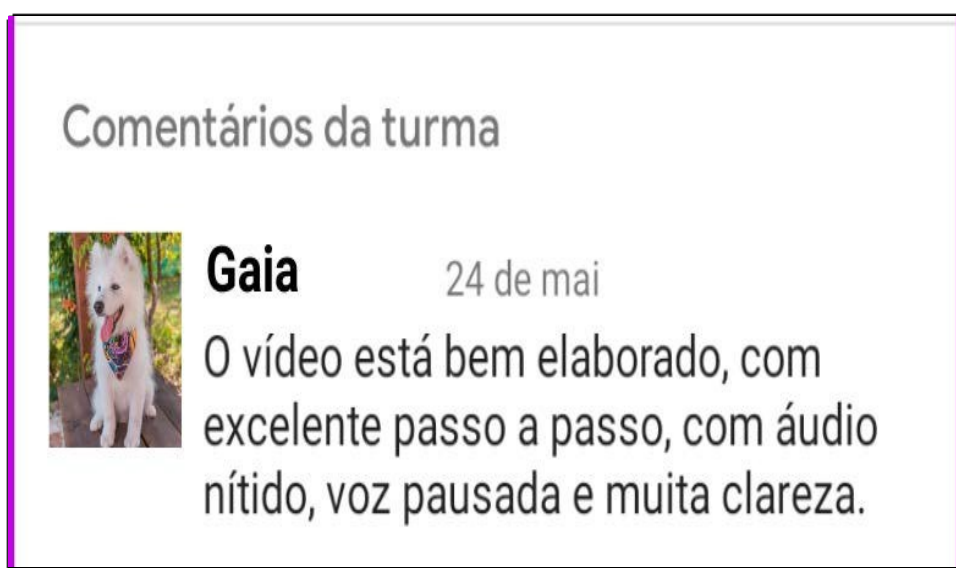 Comentários da turma
Gaia 24 de mai
O vídeo está bem elaborado, com
excelente passo a passo, com áudio
nítido, voz pausada e muita clareza.